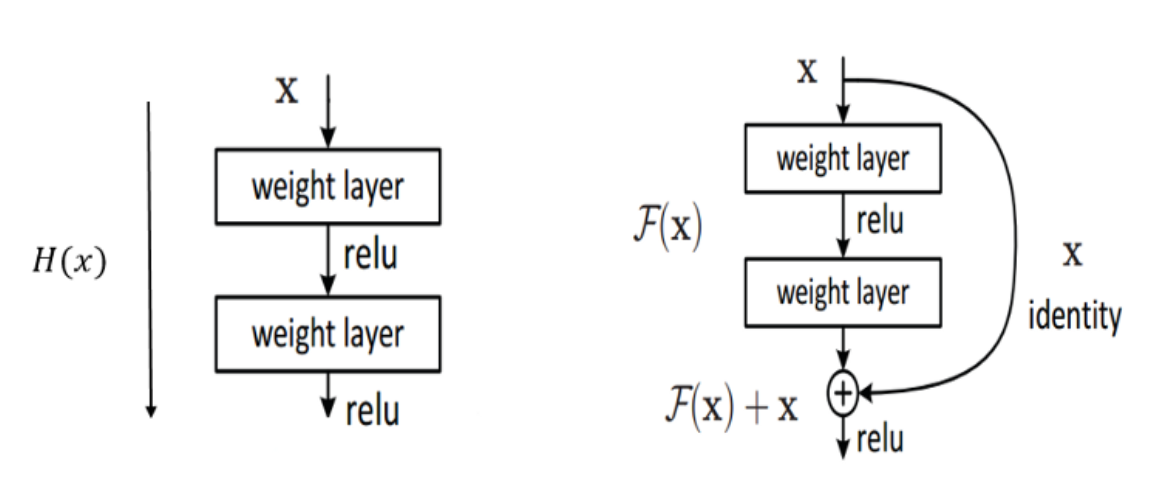 x
weight layer
relu
H(x)
weight layer
relu
x
weight layer
relu
F(x)
weight layer
x
identity
F(x) + x
+
relu